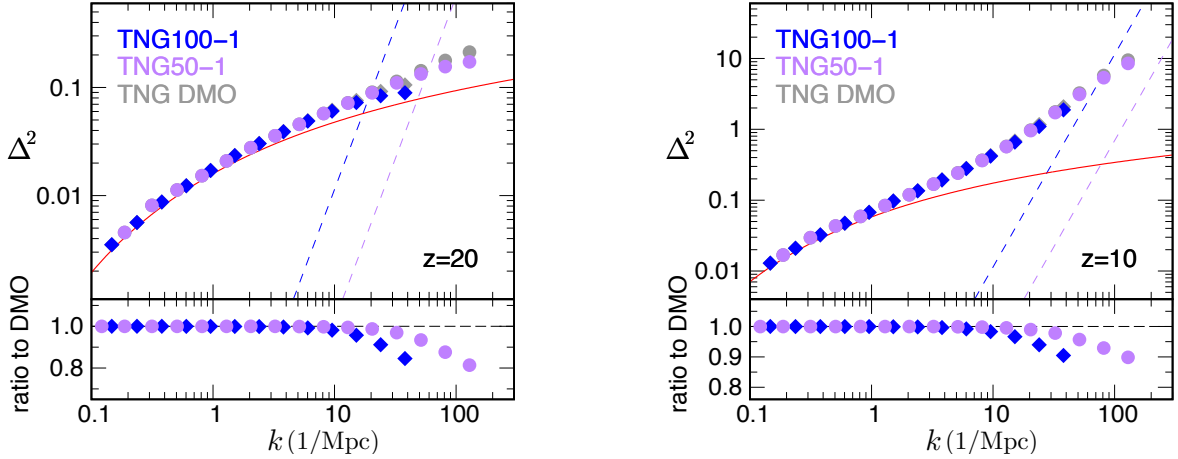 TNG100−1
TNG50−1
TNG DMO
0.1
0.01
Δ²
z=20
ratio to DMO
1.0
0.8
0.1
1
10
100
k (1/Mpc)
TNG100−1
TNG50−1
TNG DMO
10
1
0.1
0.01
Δ²
z=10
ratio to DMO
1.0
0.9
0.8
0.1
1
10
100
k (1/Mpc)